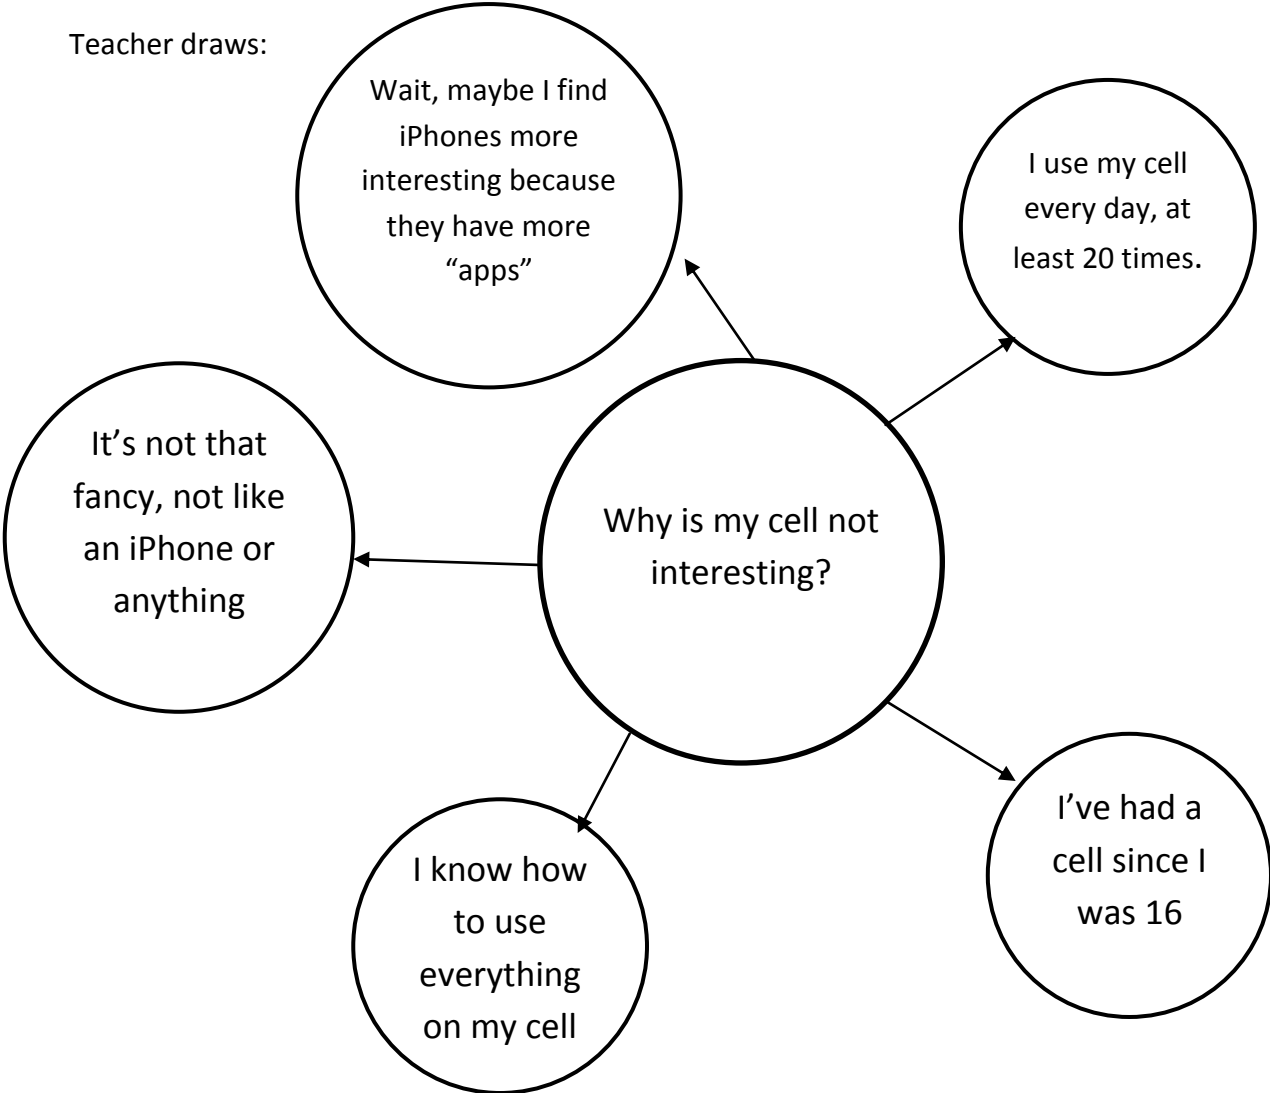 Teacher draws:
Wait, maybe I find
iPhones more
interesting because
they have more
“apps”
I use my cell
every day, at
least 20 times.
It’s not that
fancy, not like
an iPhone or
anything
Why is my cell not
interesting?
I know how
to use
everything
on my cell
I’ve had a
cell since I
was 16